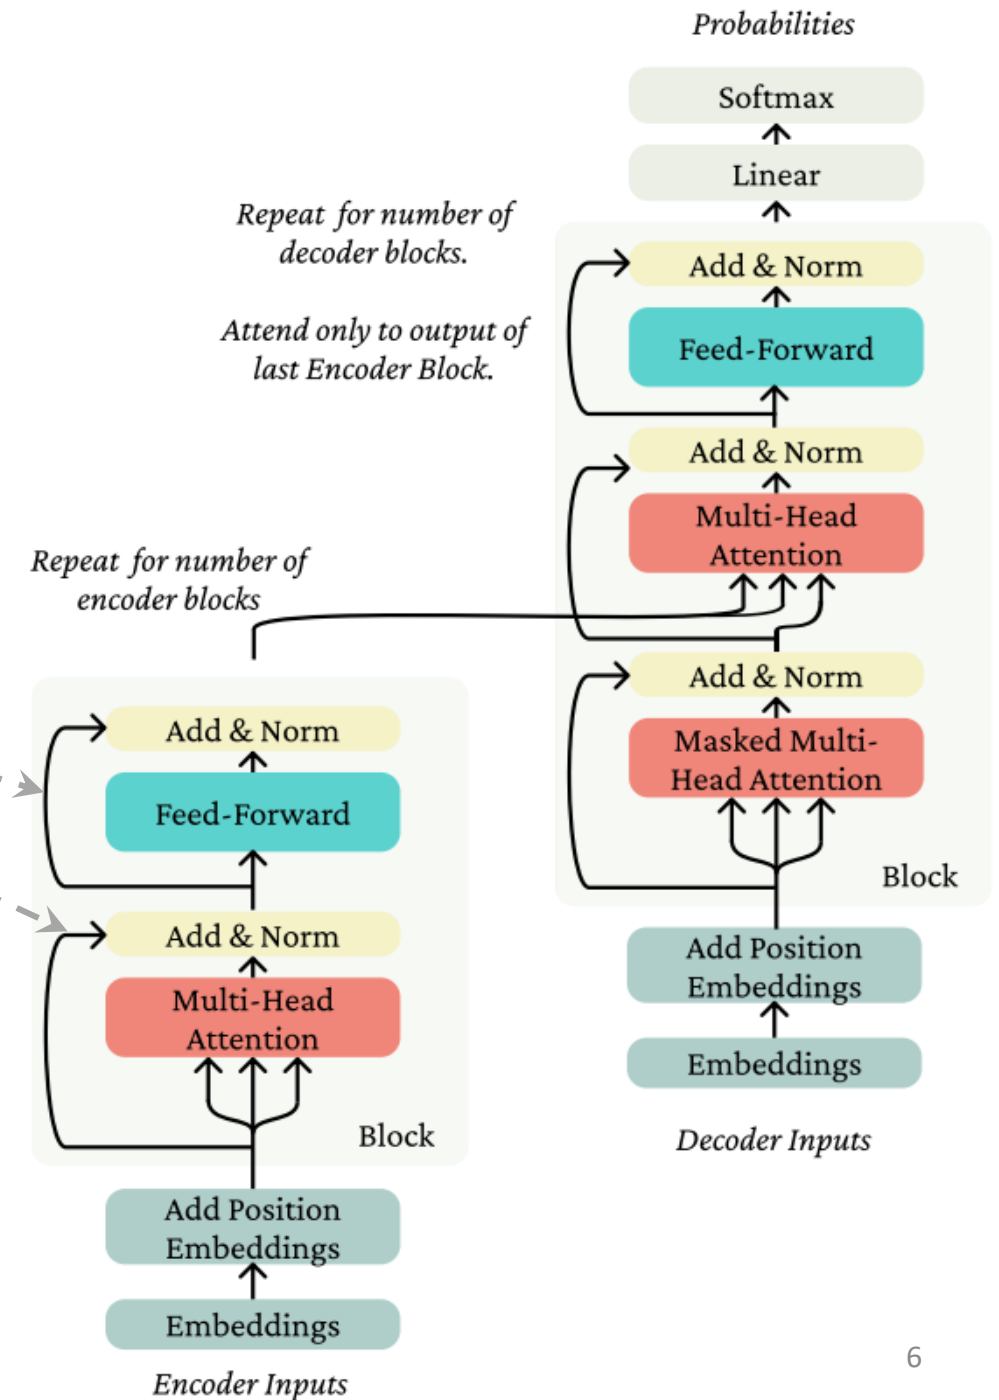 Probabilities
Softmax
Linear
Repeat for number of
decoder blocks.
Attend only to output of
last Encoder Block.
Add & Norm
Feed-Forward
Add & Norm
Multi-Head
Attention
Add & Norm
Masked Multi-
Head Attention
Block
Add Position
Embeddings
Embeddings
Decoder Inputs
Repeat for number of
encoder blocks
Add & Norm
Feed-Forward
Add & Norm
Multi-Head
Attention
Block
Add Position
Embeddings
Embeddings
Encoder Inputs
6